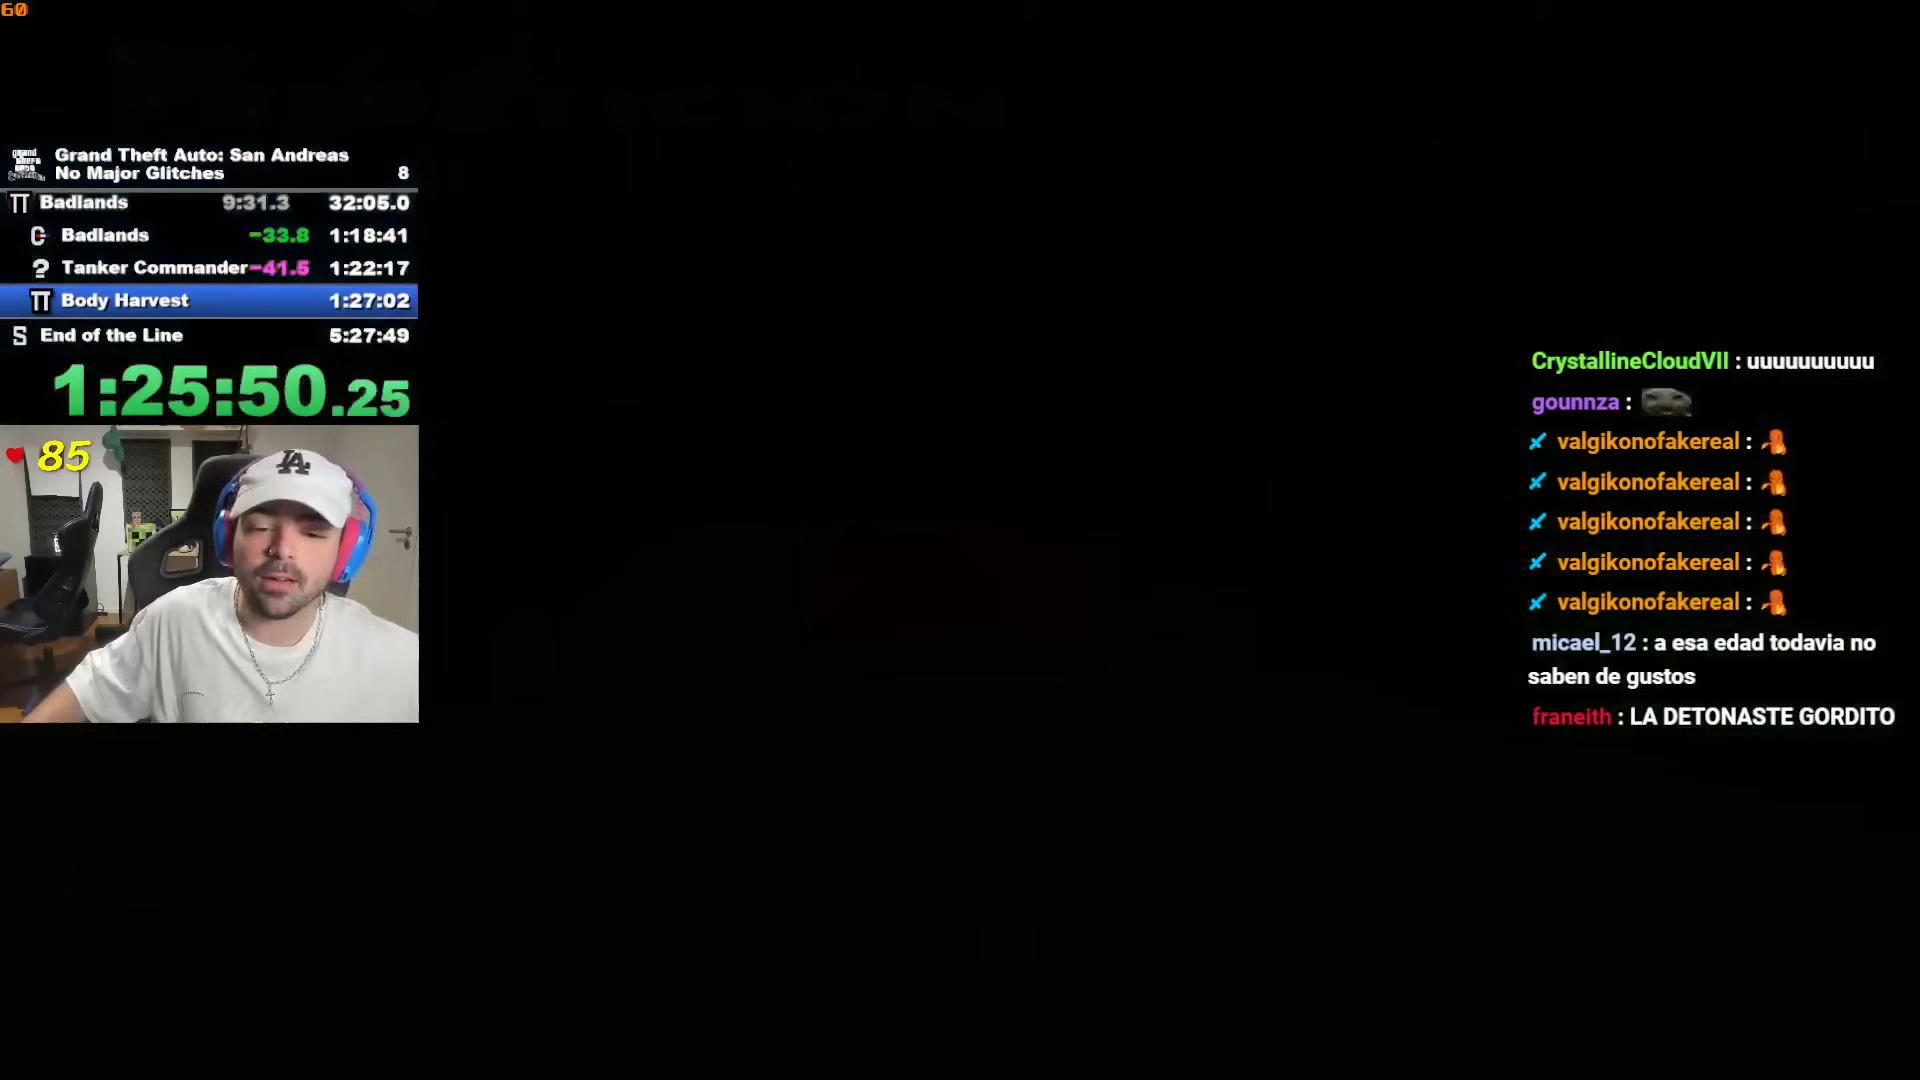 60
Grand Theft Auto: San Andreas
No Major Glitches 8
Badlands 9:31.3 32:05.0
Badlands -33.8 1:18:41
Tanker Commander -41.5 1:22:17
Body Harvest 1:27:02
End of the Line 5:27:49
1:25:50.25
85
LA
CrystallineCloudVII : uuuuuuuuuu
gounnza :
valgikonofakereal :
valgikonofakereal :
valgikonofakereal :
valgikonofakereal :
valgikonofakereal :
micael_12 : a esa edad todavia no
saben de gustos
franeith : LA DETONASTE GORDITO